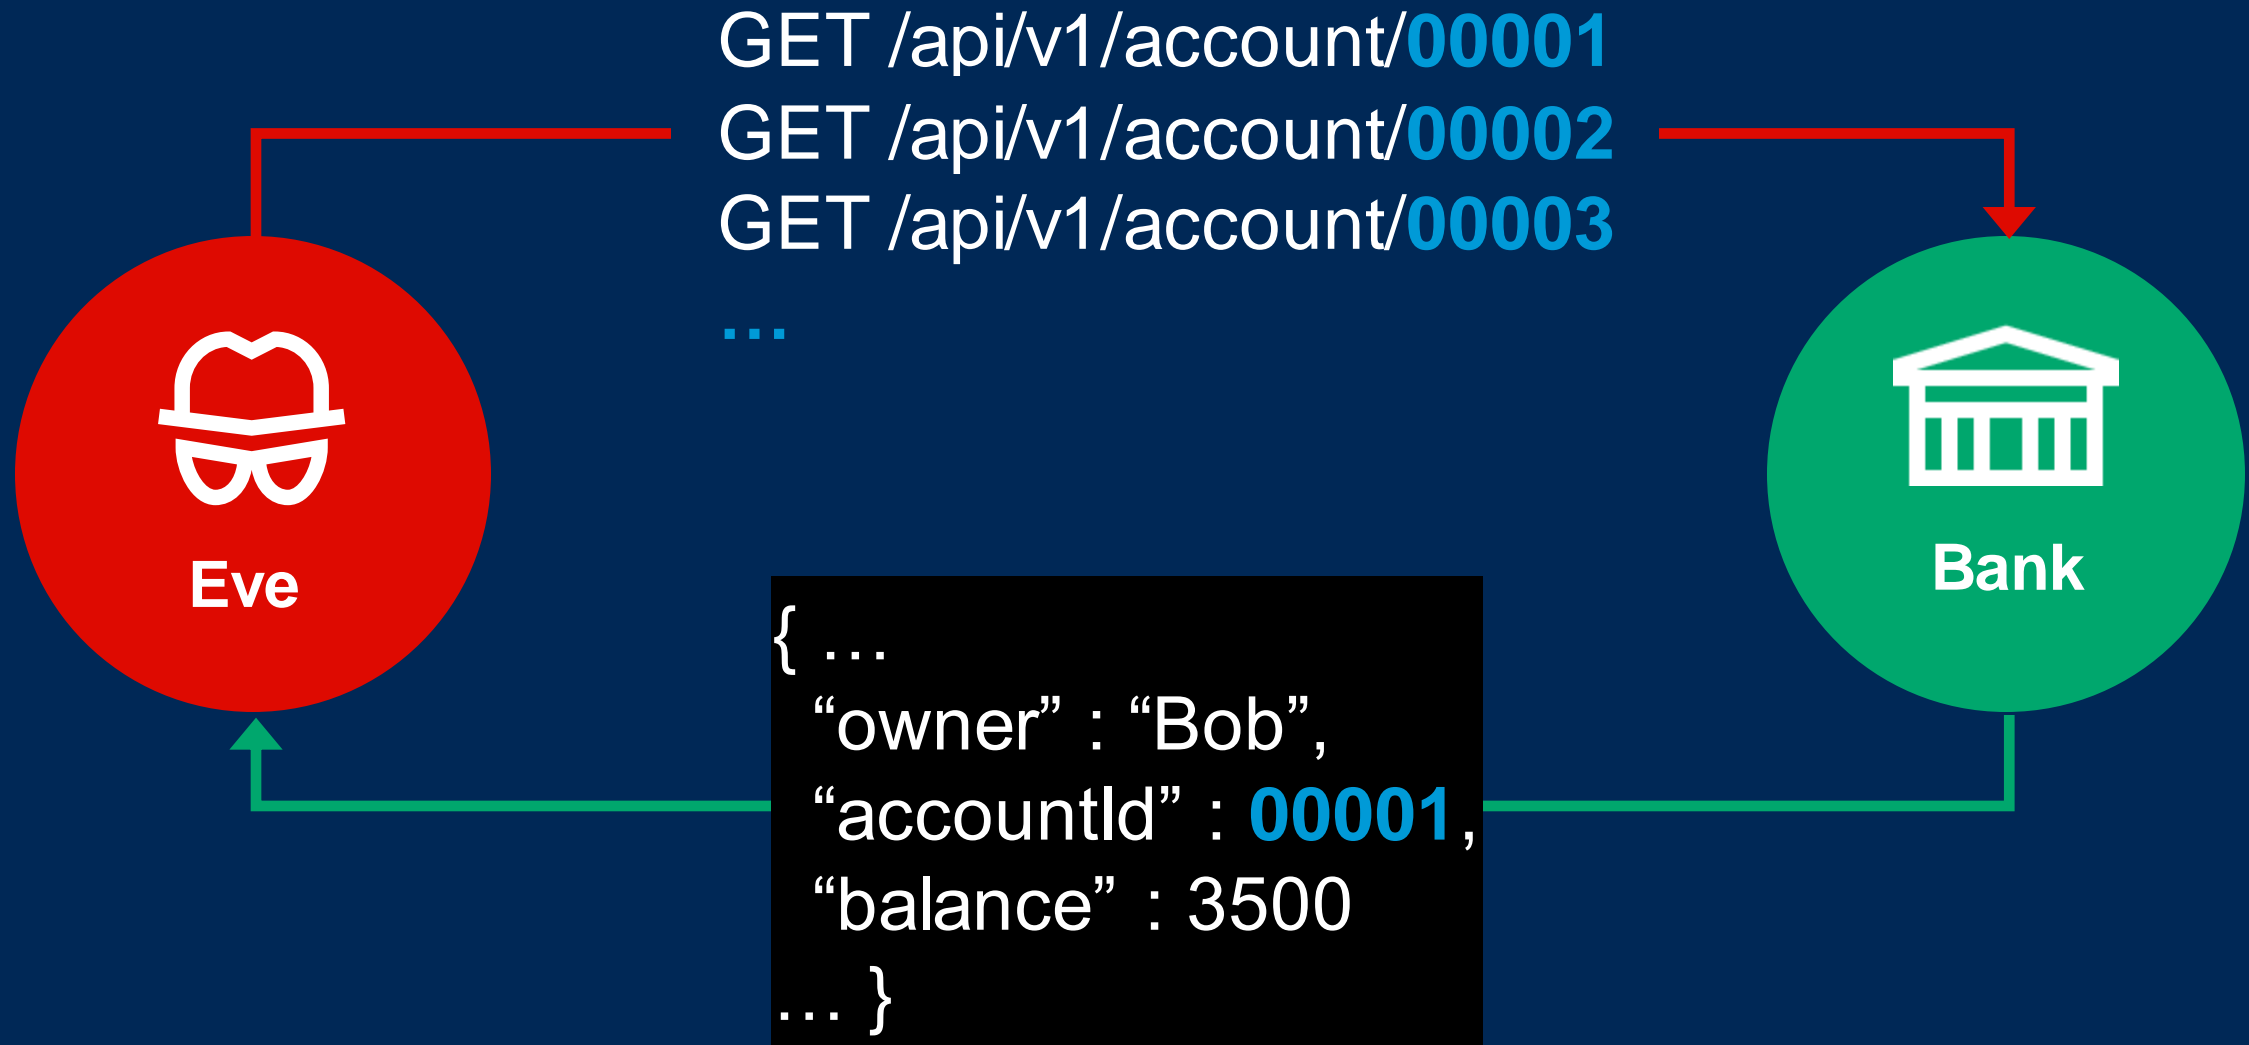 GET /api/v1/account/00001
GET /api/v1/account/00002
GET /api/v1/account/00003
...
Eve
Bank
{ ...
“owner” : “Bob”,
“accountId” : 00001,
“balance” : 3500
... }